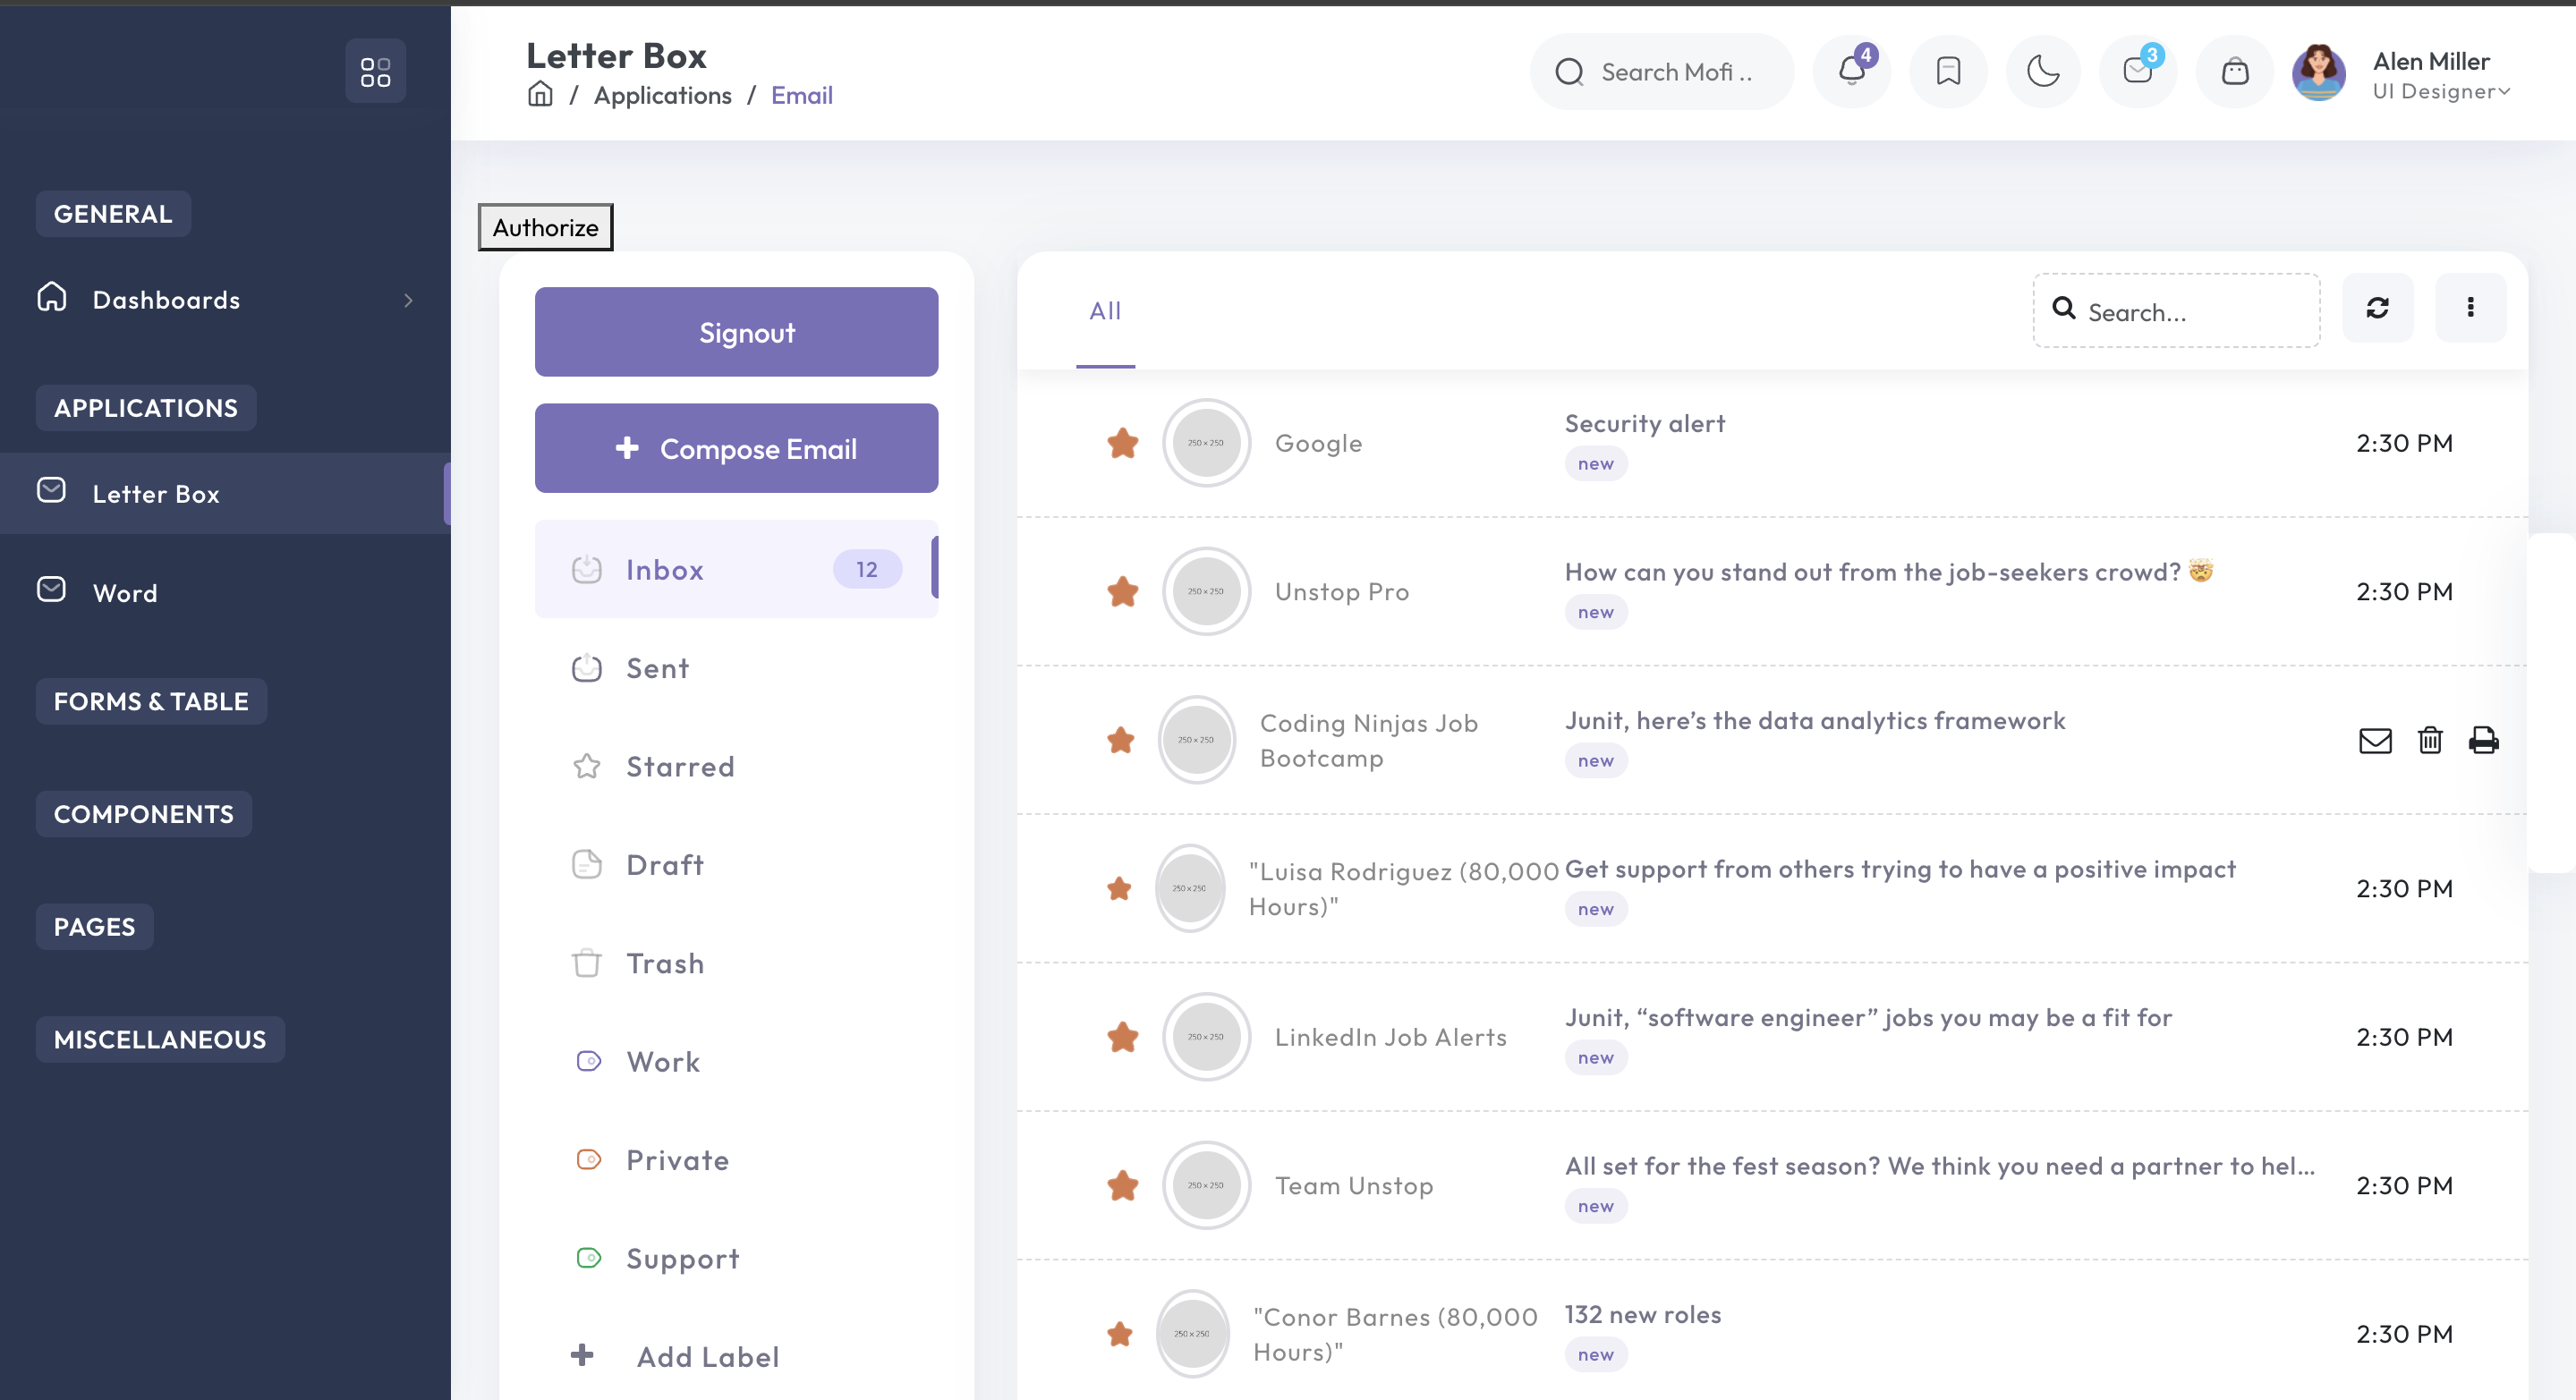 GENERAL
Dashboards
APPLICATIONS
Letter Box
Word
FORMS & TABLE
COMPONENTS
PAGES
MISCELLANEOUS
Letter Box
/ Applications / Email
Search Mofi ..
4
3
Alen Miller
UI Designer
Authorize
Signout
Compose Email
Inbox 12
Sent
Starred
Draft
Trash
Work
Private
Support
Add Label
All
Search...
250 × 250
Google
Security alert
new
2:30 PM
250 × 250
Unstop Pro
How can you stand out from the job-seekers crowd? 🤯
new
2:30 PM
250 × 250
Coding Ninjas Job
Bootcamp
Junit, here’s the data analytics framework
new
250 × 250
"Luisa Rodriguez (80,000
Hours)"
Get support from others trying to have a positive impact
new
2:30 PM
250 × 250
LinkedIn Job Alerts
Junit, “software engineer” jobs you may be a fit for
new
2:30 PM
250 × 250
Team Unstop
All set for the fest season? We think you need a partner to hel...
new
2:30 PM
250 × 250
"Conor Barnes (80,000
Hours)"
132 new roles
new
2:30 PM